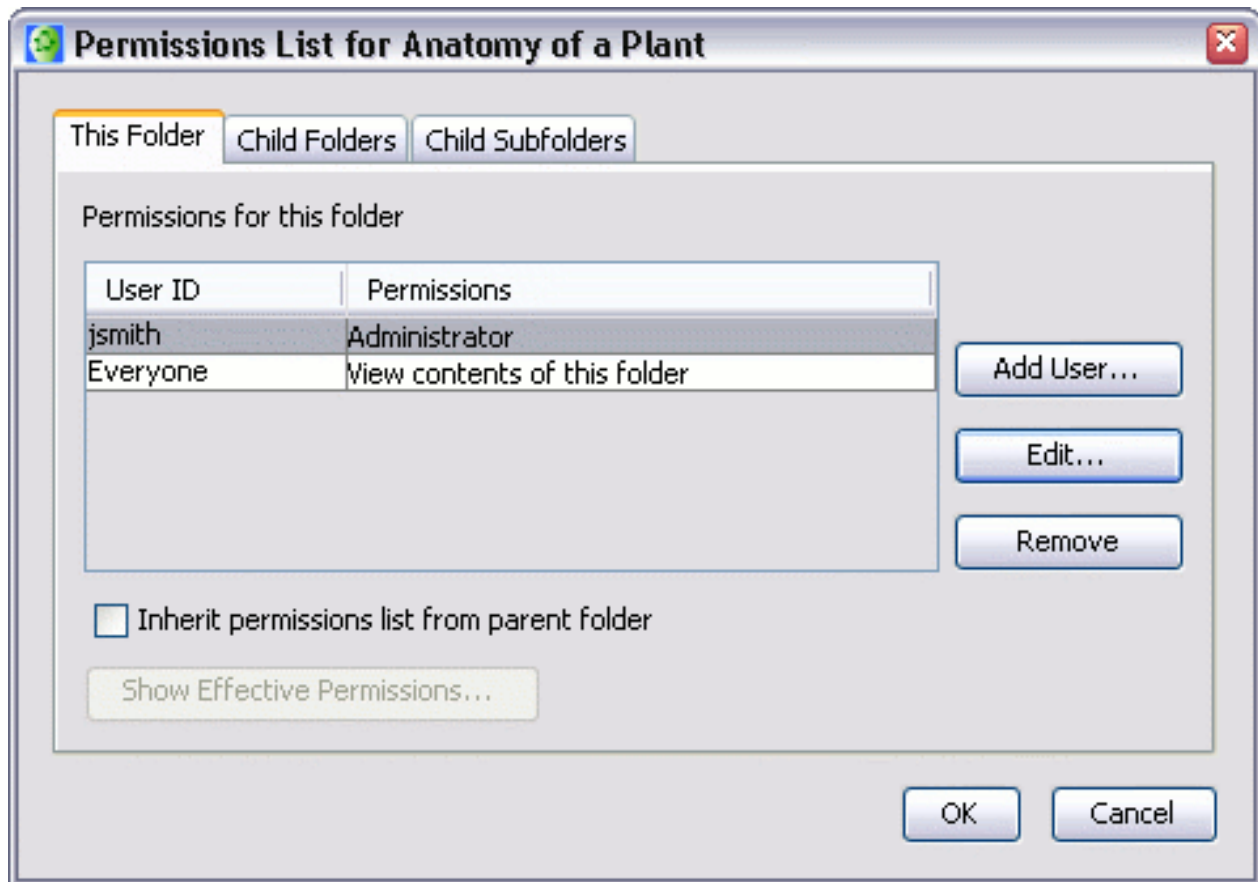 Permissions List for Anatomy of a Plant
This Folder Child Folders Child Subfolders
Permissions for this folder
User ID Permissions
jsmith Administrator
Everyone View contents of this folder
Add User...
Edit...
Remove
Inherit permissions list from parent folder
Show Effective Permissions...
OK Cancel